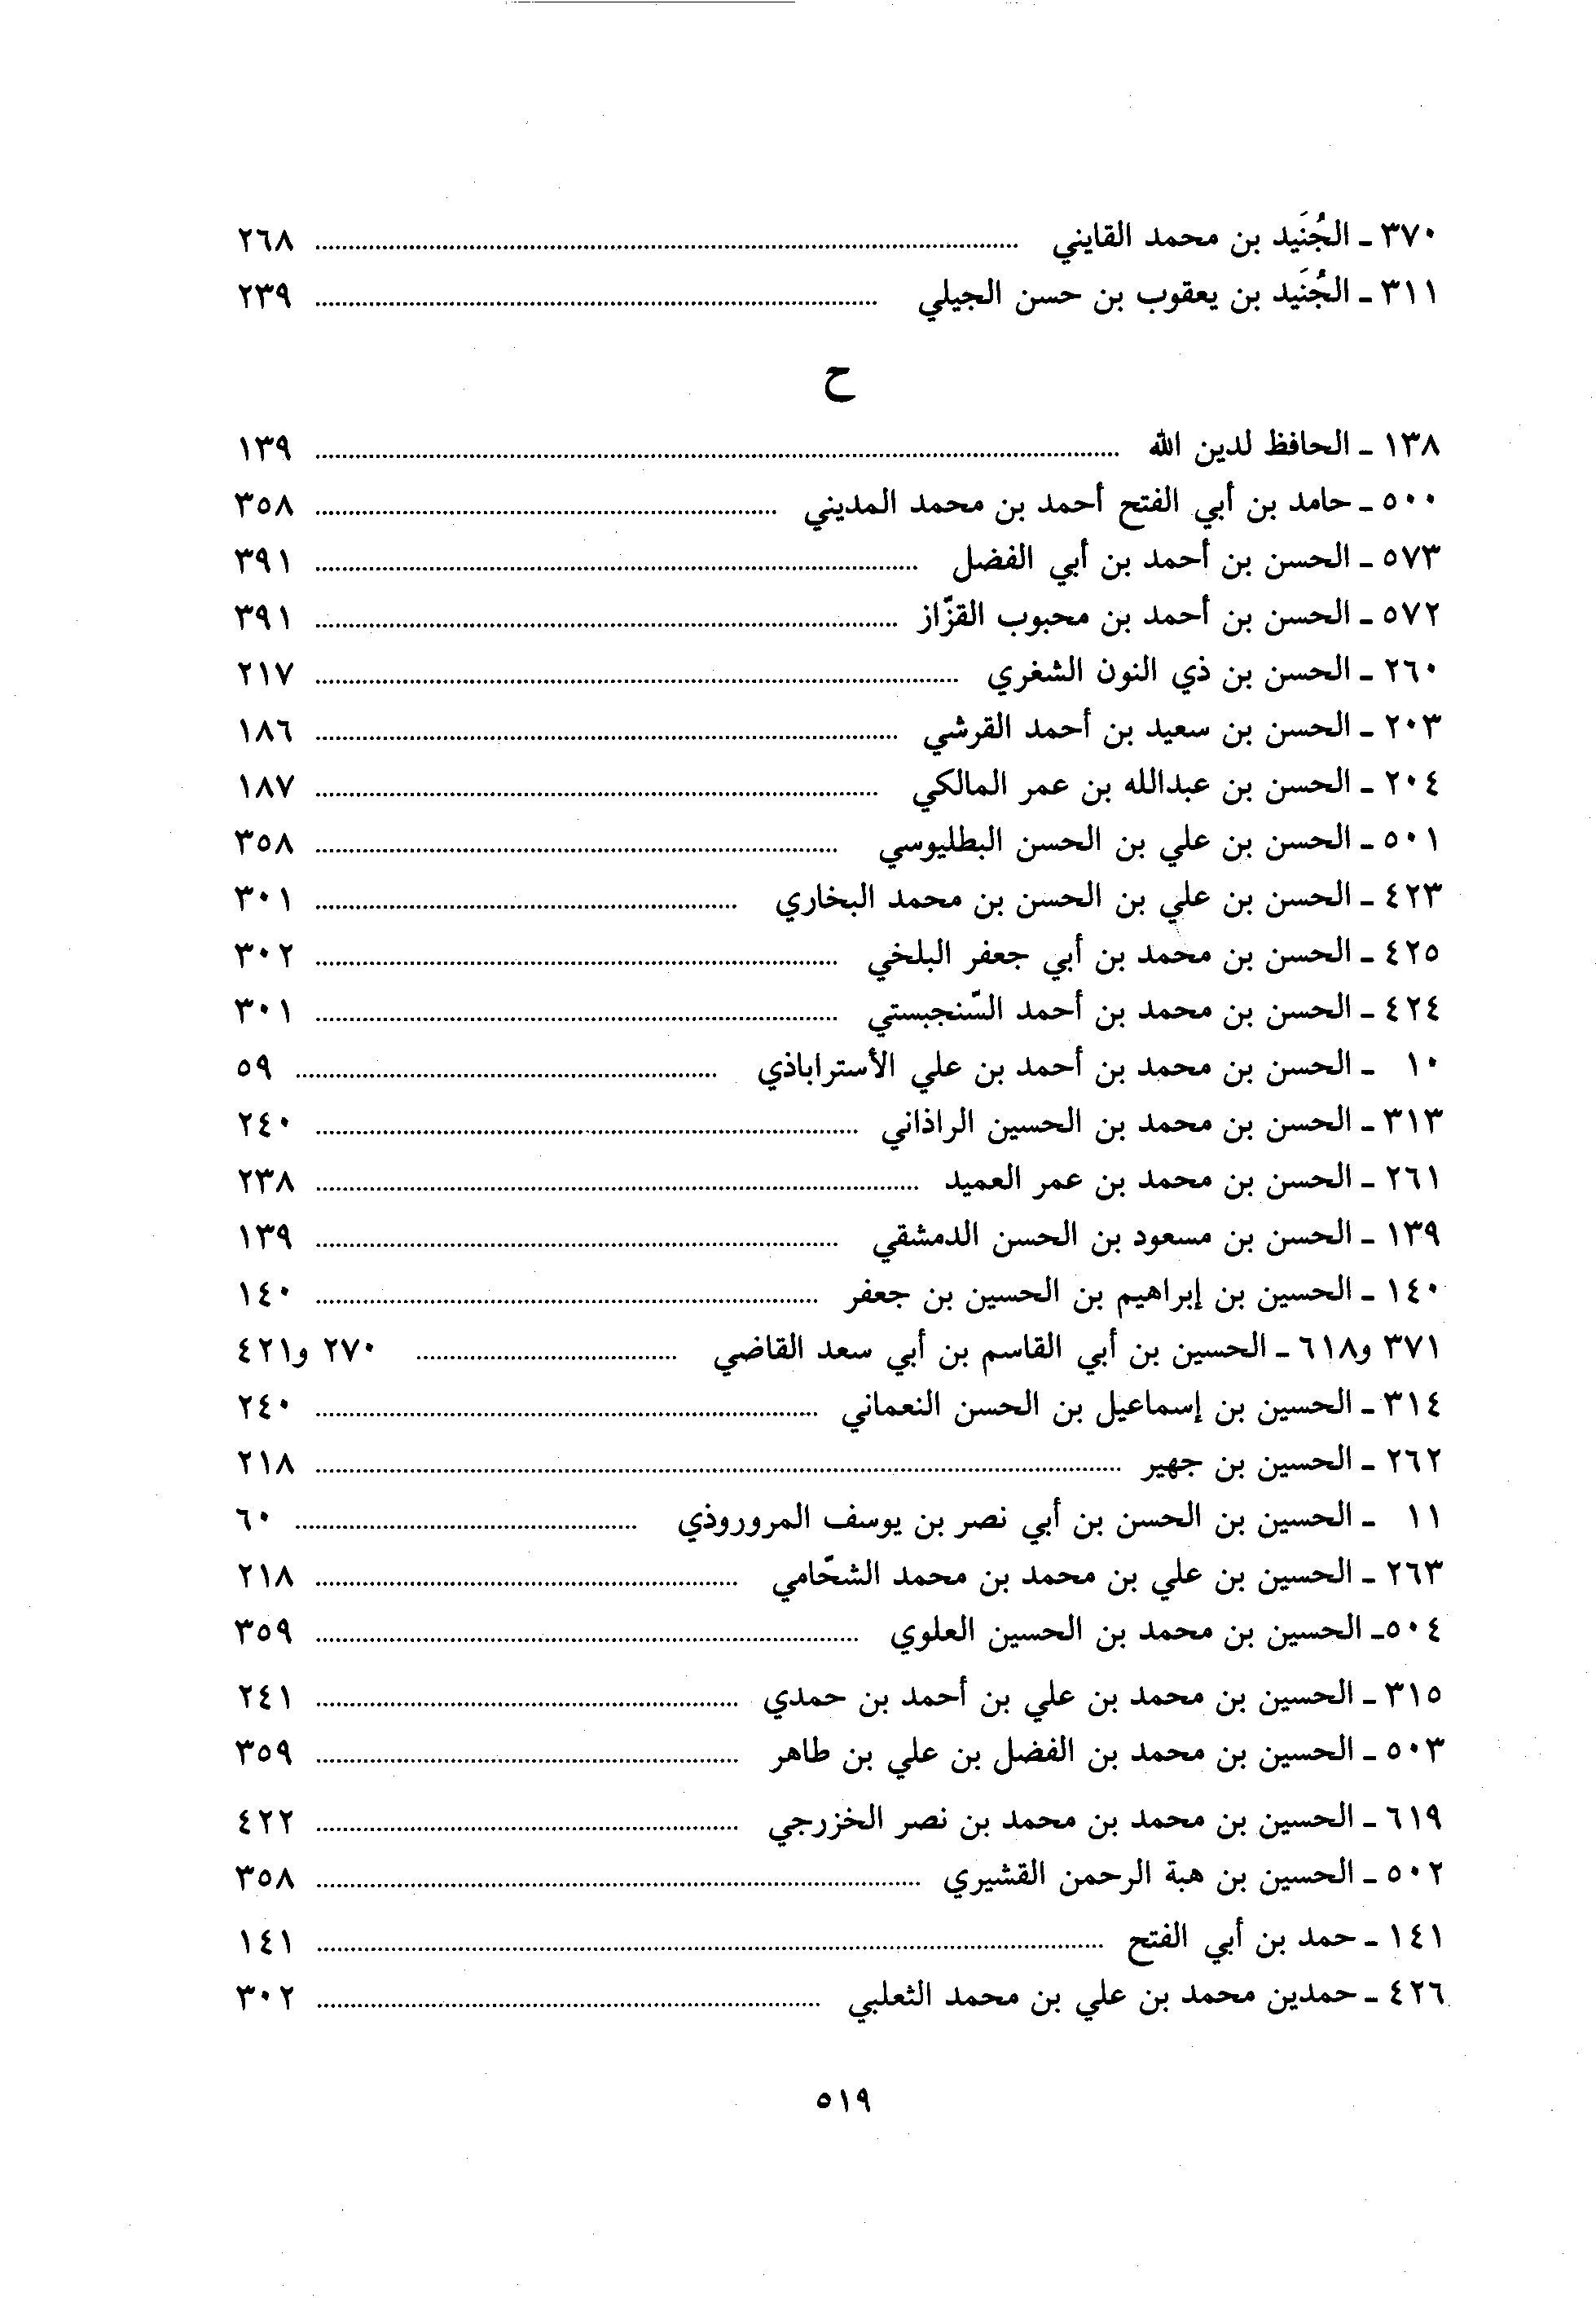 ٣٧٠ ـ الجُنَيد بن محمد القايني ........ ٢٦٨
٣١١ ـ الجُنَيد بن يعقوب بن حسن الجيلي ........ ٢٣٩
ح
١٣٨ ـ الحافظ لدين الله ........ ١٣٩
٥٠٠ ـ حامد بن أبي الفتح أحمد بن محمد المديني ........ ٣٥٨
٥٧٣ ـ الحسن بن أحمد بن أبي الفضل ........ ٣٩١
٥٧٢ ـ الحسن بن أحمد بن محبوب القزّاز ........ ٣٩١
٢٦٠ ـ الحسن بن ذي النون الشغري ........ ٢١٧
٢٠٣ ـ الحسن بن سعيد بن أحمد القرشي ........ ١٨٦
٢٠٤ ـ الحسن بن عبدالله بن عمر المالكي ........ ١٨٧
٥٠١ ـ الحسن بن علي بن الحسن البطليوسي ........ ٣٥٨
٤٢٣ ـ الحسن بن علي بن الحسن بن محمد البخاري ........ ٣٠١
٤٢٥ ـ الحسن بن محمد بن أبي جعفر البلخي ........ ٣٠٢
٤٢٤ ـ الحسن بن محمد بن أحمد السّنجبستي ........ ٣٠١
١٠ ـ الحسن بن محمد بن أحمد بن علي الأستراباذي ........ ٥٩
٣١٣ ـ الحسن بن محمد بن الحسين الراذاني ........ ٢٤٠
٢٦١ ـ الحسن بن محمد بن عمر العميد ........ ٢٣٨
١٣٩ ـ الحسن بن مسعود بن الحسن الدمشقي ........ ١٣٩
١٤٠ ـ الحسين بن إبراهيم بن الحسين بن جعفر ........ ١٤٠
٣٧١ و٦١٨ ـ الحسين بن أبي القاسم بن أبي سعد القاضي ........ ٢٧٠ و٤٢١
٣١٤ ـ الحسين بن إسماعيل بن الحسن النعماني ........ ٢٤٠
٢٦٢ ـ الحسين بن جهير ........ ٢١٨
١١ ـ الحسين بن الحسن بن أبي نصر بن يوسف المروروذي ........ ٦٠
٢٦٣ ـ الحسين بن علي بن محمد بن محمد الشحّامي ........ ٢١٨
٥٠٤ـ الحسين بن محمد بن الحسين العلوي ........ ٣٥٩
٣١٥ ـ الحسين بن محمد بن علي بن أحمد بن حمدي ........ ٢٤١
٥٠٣ ـ الحسين بن محمد بن الفضل بن علي بن طاهر ........ ٣٥٩
٦١٩ ـ الحسين بن محمد بن محمد بن نصر الخزرجي ........ ٤٢٢
٥٠٢ ـ الحسين بن هبة الرحمن القشيري ........ ٣٥٨
١٤١ ـ حمد بن أبي الفتح ........ ١٤١
٤٢٦ ـ حمدين محمد بن علي بن محمد الثعلبي ........ ٣٠٢
٥١٩